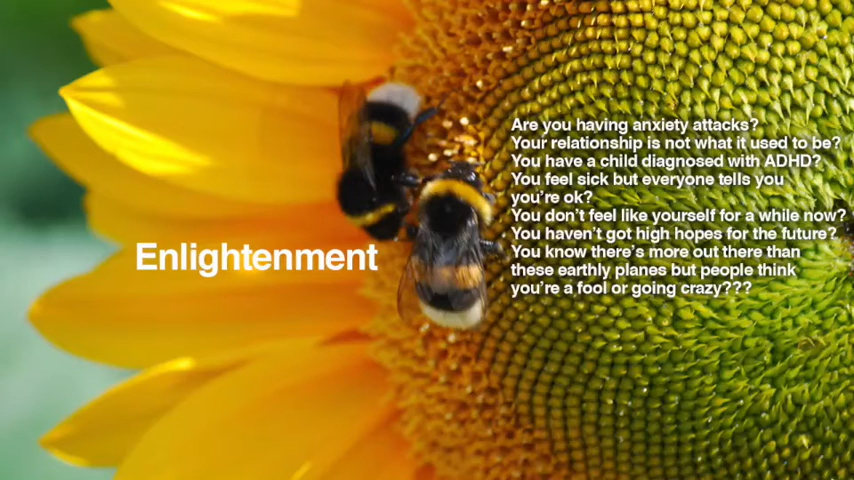 Enlightenment
Are you having anxiety attacks?
Your relationship is not what it used to be?
You have a child diagnosed with ADHD?
You feel sick but everyone tells you
you're ok?
You don't feel like yourself for a while now?
You haven't got high hopes for the future?
You know there's more out there than
these earthly planes but people think
you're a fool or going crazy???